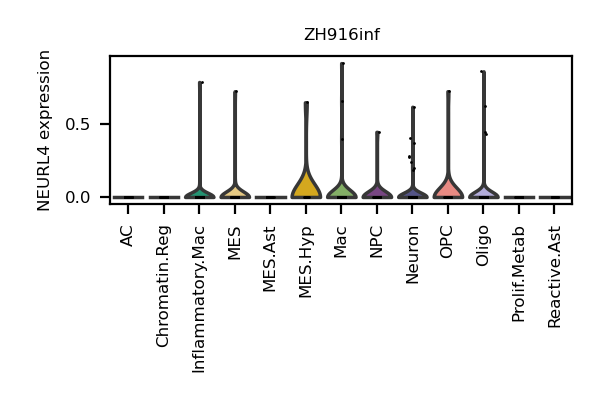 ZH916inf
NEURL4 expression
0.5
0.0
AC
Chromatin.Reg
Inflammatory.Mac
MES
MES.Ast
MES.Hyp
Mac
NPC
Neuron
OPC
Oligo
Prolif.Metab
Reactive.Ast